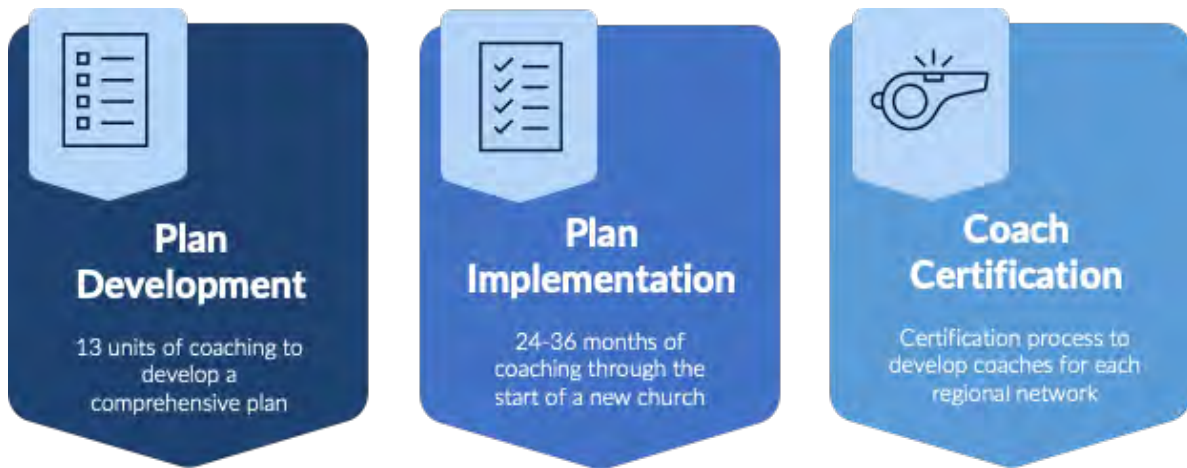 Plan
Development
13 units of coaching to
develop a
comprehensive plan
Plan
Implementation
24-36 months of
coaching through the
start of a new church
Coach
Certification
Certification process to
develop coaches for each
regional network